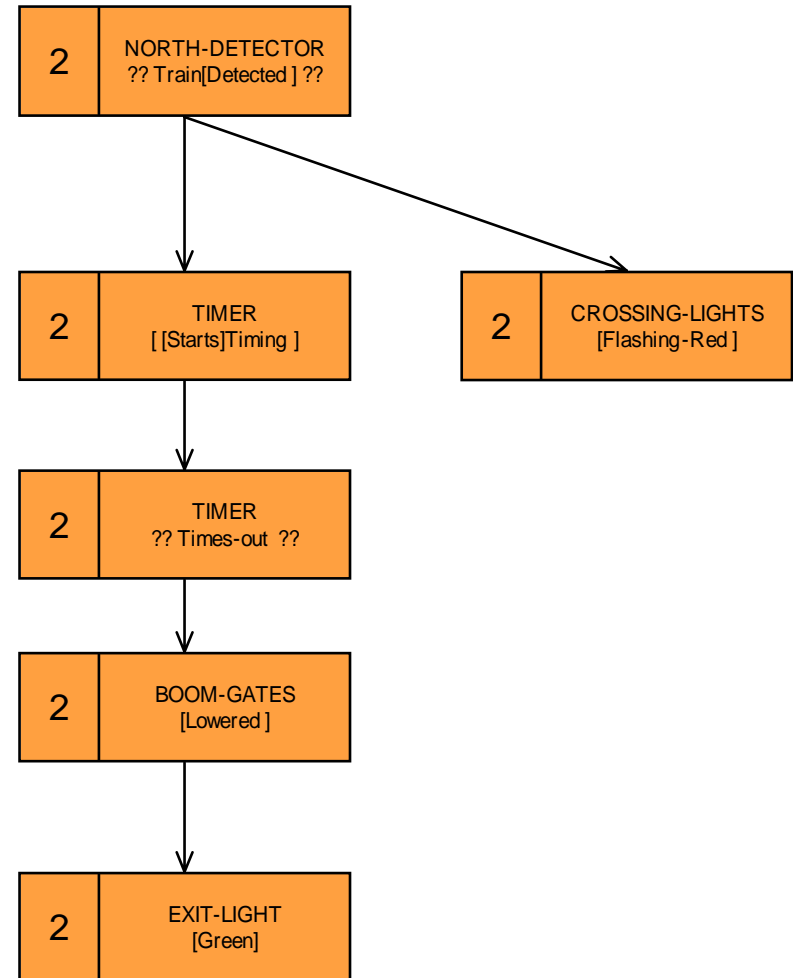 2
NORTH-DETECTOR
?? Train[Detected ] ??
2
TIMER
[ [Starts]Timing ]
2
CROSSING-LIGHTS
[Flashing-Red ]
2
TIMER
?? Times-out ??
2
BOOM-GATES
[Lowered ]
2
EXIT-LIGHT
[Green]